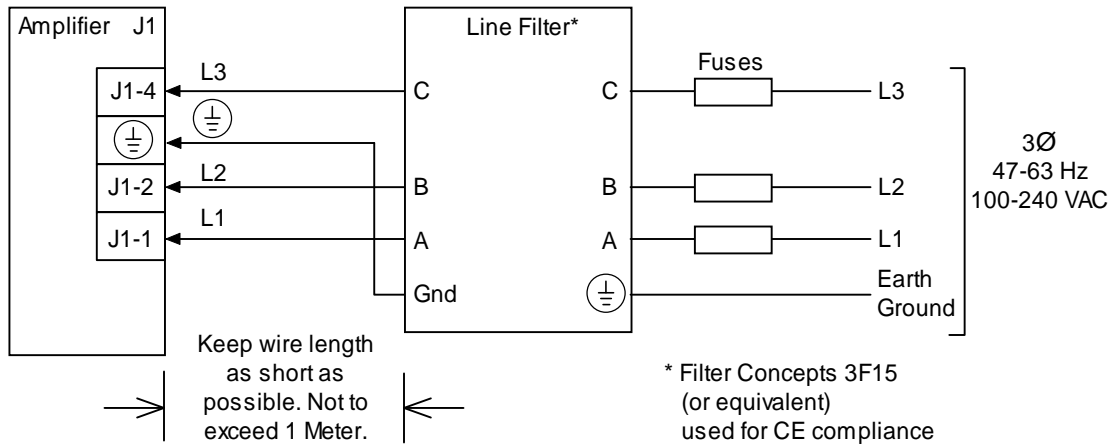 Amplifier J1
Line Filter*
Fuses
J1-4
L3
C
C
L3
J1-2
L2
B
B
L2
J1-1
L1
A
A
L1
Gnd
Earth
Ground
3Ø
47-63 Hz
100-240 VAC
Keep wire length
as short as
possible. Not to
exceed 1 Meter.
* Filter Concepts 3F15
(or equivalent)
used for CE compliance